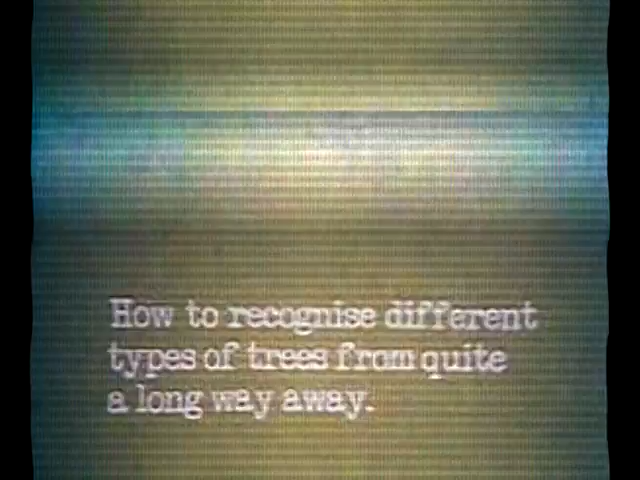 How to recognise different
types of trees from quite
a long way away.